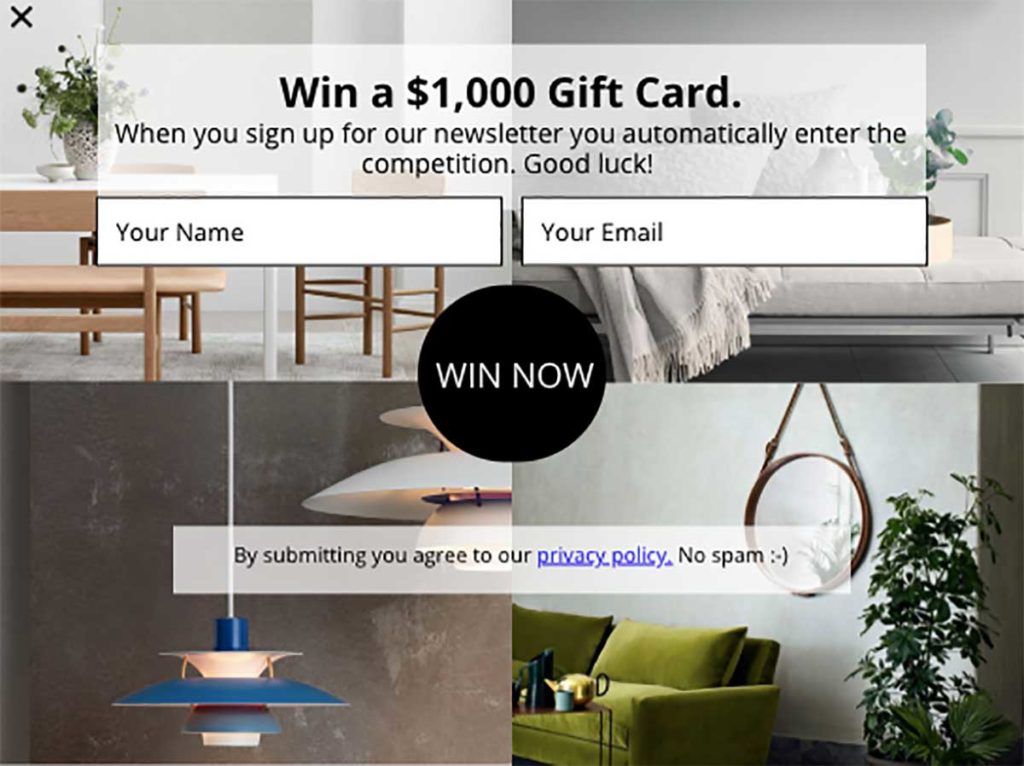 Win a $1,000 Gift Card.
When you sign up for our newsletter you automatically enter the
competition. Good luck!
Your Name
Your Email
WIN NOW
By submitting you agree to our privacy policy. No spam :-)